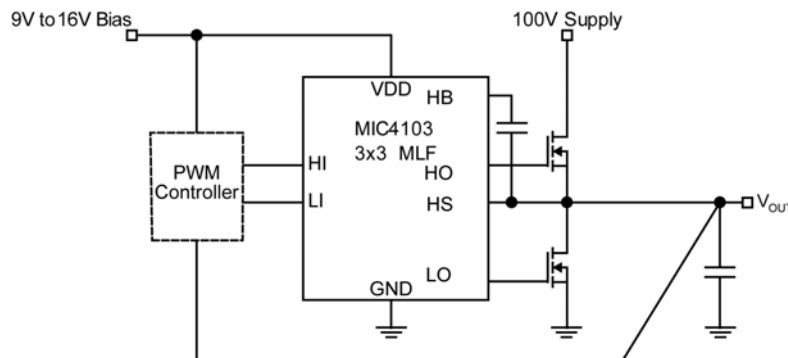 9V to 16V Bias
100V Supply
VDD
HB
MIC4103
3x3 MLF
PWM
Controller
HI
LI
HO
HS
LO
GND
VOUT